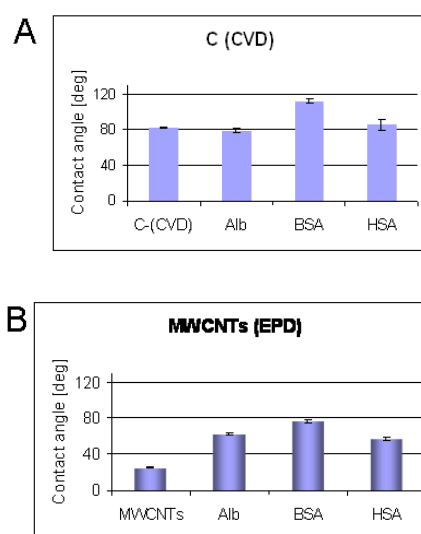 A
C (CVD)
Contact angle [deg]
120
80
40
0
C-(CVD) Alb BSA HSA
B
MWCNTs (EPD)
Contact angle [deg]
120
80
40
0
MWCNTs Alb BSA HSA